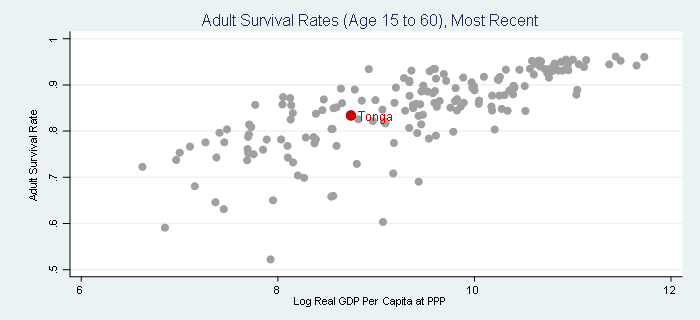 Adult Survival Rates (Age 15 to 60), Most Recent
Adult Survival Rate
1
.9
.8
.7
.6
.5
Tonga
6 8 10 12
Log Real GDP Per Capita at PPP